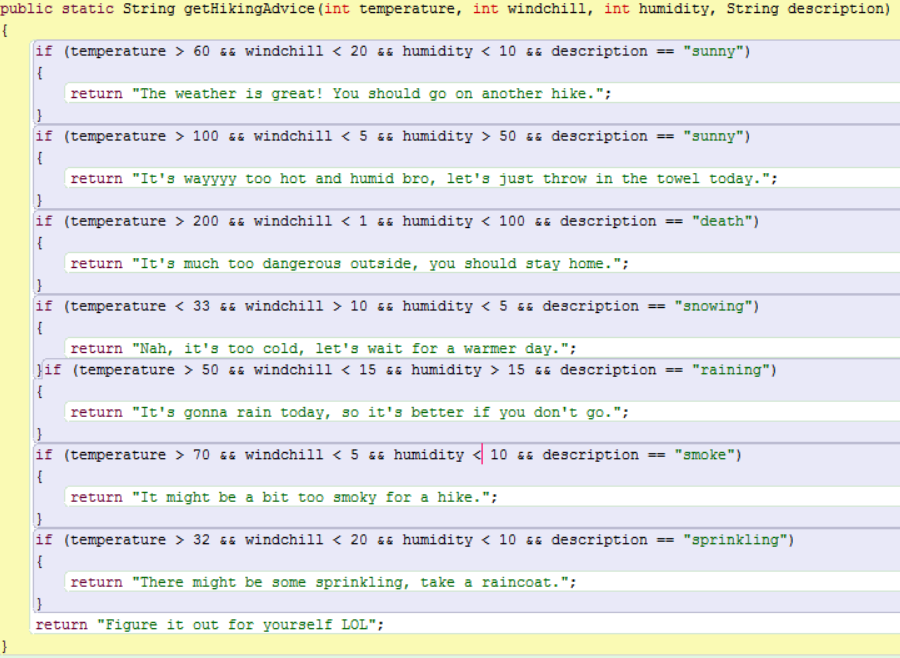 public static String getHikingAdvice(int temperature, int windchill, int humidity, String description)
{
if (temperature > 60 && windchill < 20 && humidity < 10 && description == "sunny")
{
return "The weather is great! You should go on another hike.";
}
if (temperature > 100 && windchill < 5 && humidity > 50 && description == "sunny")
{
return "It's wayyyy too hot and humid bro, let's just throw in the towel today.";
}
if (temperature > 200 && windchill < 1 && humidity < 100 && description == "death")
{
return "It's much too dangerous outside, you should stay home.";
}
if (temperature < 33 && windchill > 10 && humidity < 5 && description == "snowing")
{
return "Nah, it's too cold, let's wait for a warmer day.";
}if (temperature > 50 && windchill < 15 && humidity > 15 && description == "raining")
{
return "It's gonna rain today, so it's better if you don't go.";
}
if (temperature > 70 && windchill < 5 && humidity < 10 && description == "smoke")
{
return "It might be a bit too smoky for a hike.";
}
if (temperature > 32 && windchill < 20 && humidity < 10 && description == "sprinkling")
{
return "There might be some sprinkling, take a raincoat.";
}
return "Figure it out for yourself LOL";
}